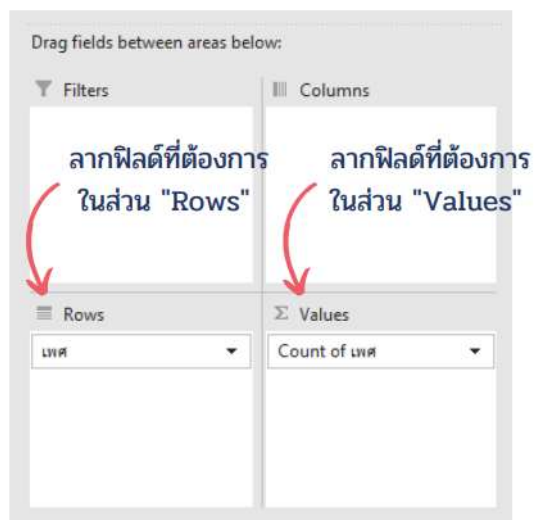 Drag fields between areas below:
Filters
Columns
ลากฟิลด์ที่ต้องการ
ในส่วน "Rows"
ลากฟิลด์ที่ต้องการ
ในส่วน "Values"
Rows
Σ Values
เพศ
Count of เพศ